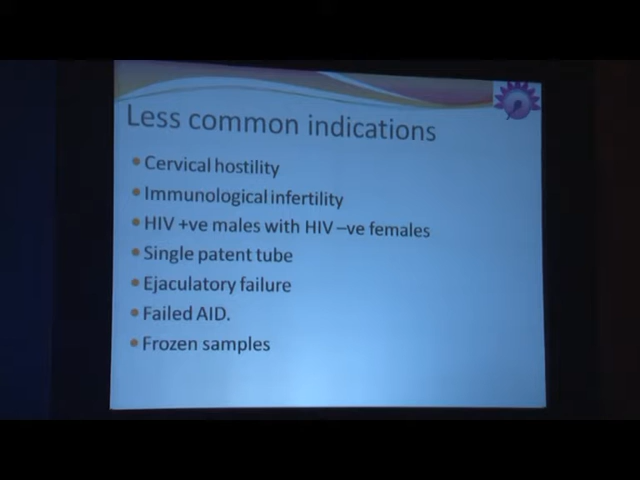 Less common indications
• Cervical hostility
• Immunological infertility
• HIV +ve males with HIV –ve females
• Single patent tube
• Ejaculatory failure
• Failed AID.
• Frozen samples